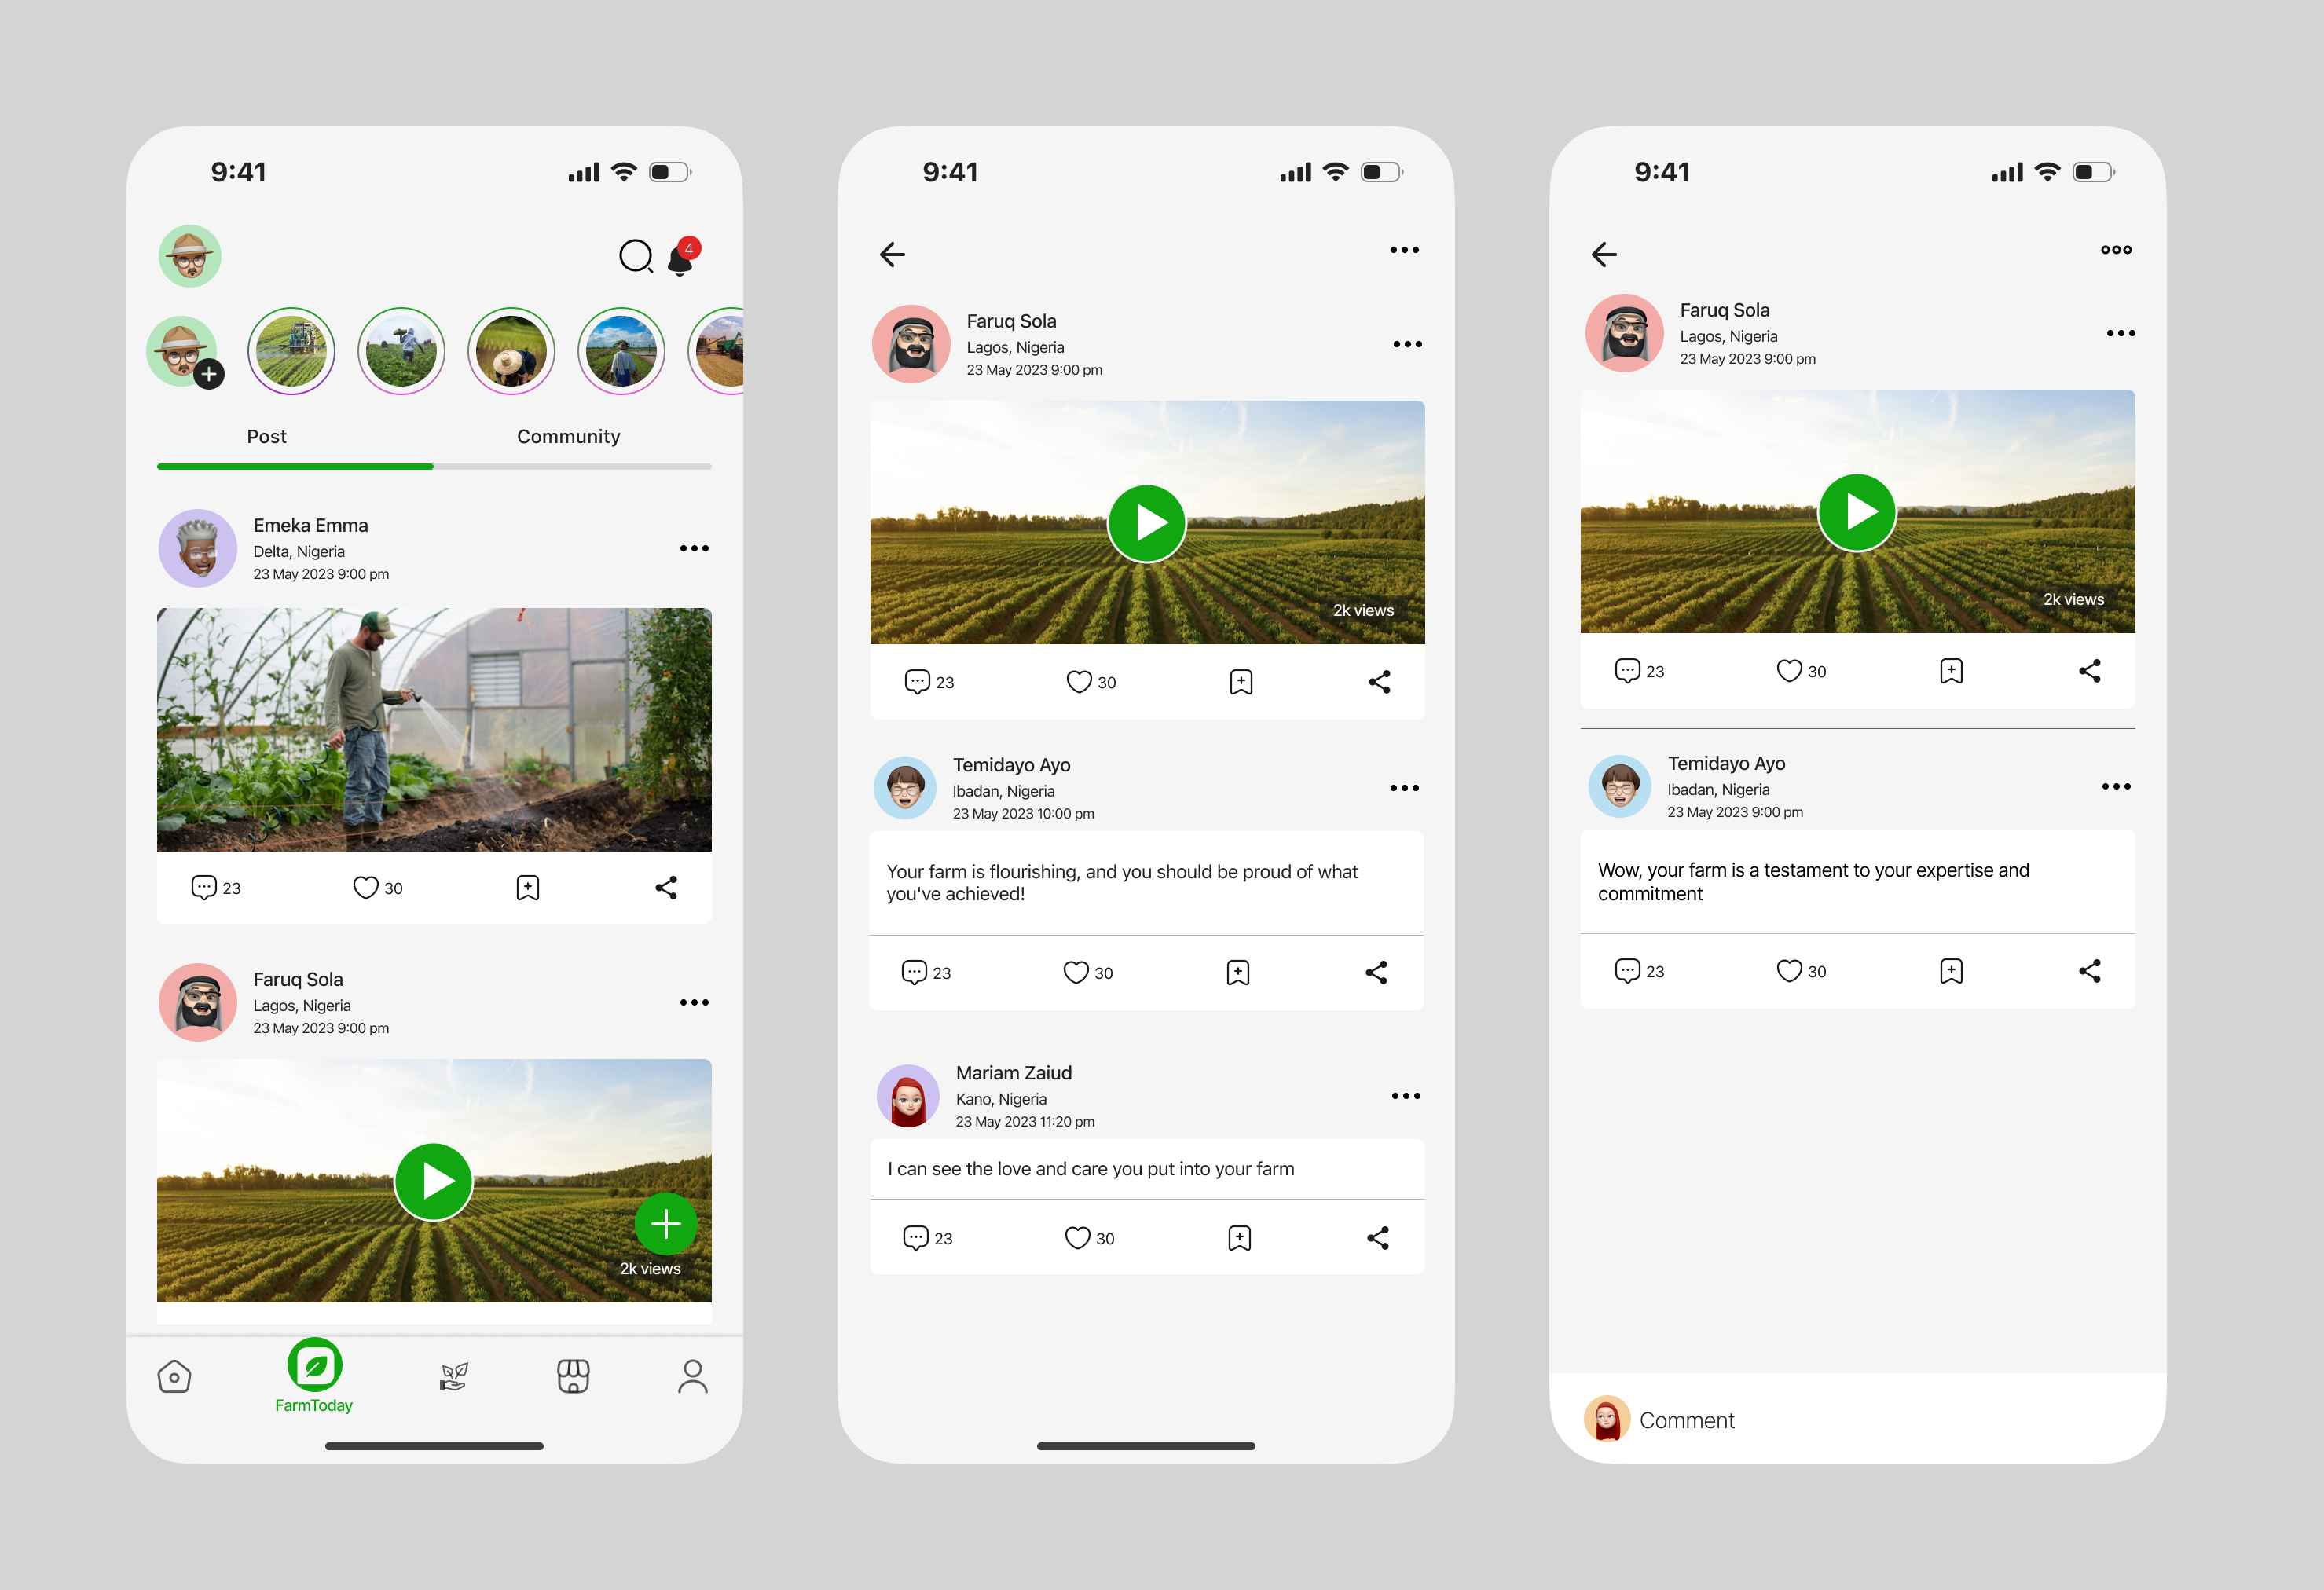 9:41
4
Post
Community
Emeka Emma
Delta, Nigeria
23 May 2023 9:00 pm
23
30
Faruq Sola
Lagos, Nigeria
23 May 2023 9:00 pm
2k views
FarmToday
9:41
Faruq Sola
Lagos, Nigeria
23 May 2023 9:00 pm
2k views
23
30
Temidayo Ayo
Ibadan, Nigeria
23 May 2023 10:00 pm
Your farm is flourishing, and you should be proud of what
you've achieved!
23
30
Mariam Zaiud
Kano, Nigeria
23 May 2023 11:20 pm
I can see the love and care you put into your farm
23
30
9:41
Faruq Sola
Lagos, Nigeria
23 May 2023 9:00 pm
2k views
23
30
Temidayo Ayo
Ibadan, Nigeria
23 May 2023 9:00 pm
Wow, your farm is a testament to your expertise and
commitment
23
30
Comment